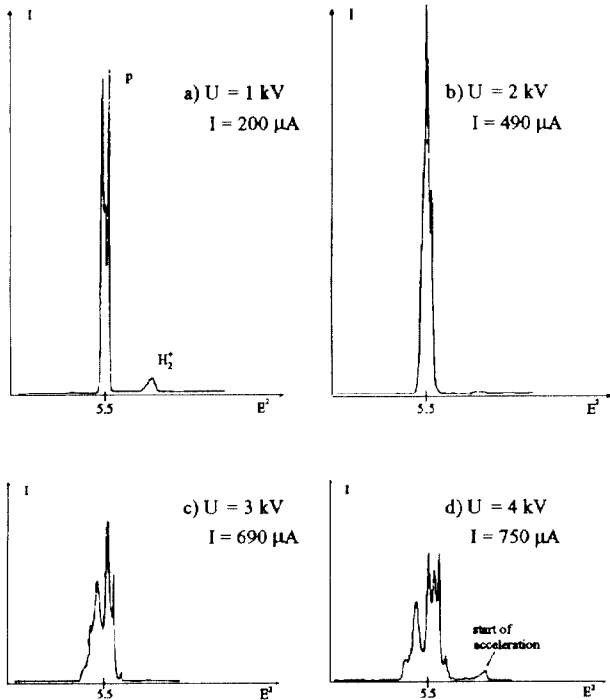 I
p
a) U = 1 kV
I = 200 μA
H₂⁺
5.5
E²
I
b) U = 2 kV
I = 490 μA
5.5
E²
I
c) U = 3 kV
I = 690 μA
5.5
E²
I
d) U = 4 kV
I = 750 μA
start of
acceleration
5.5
E²